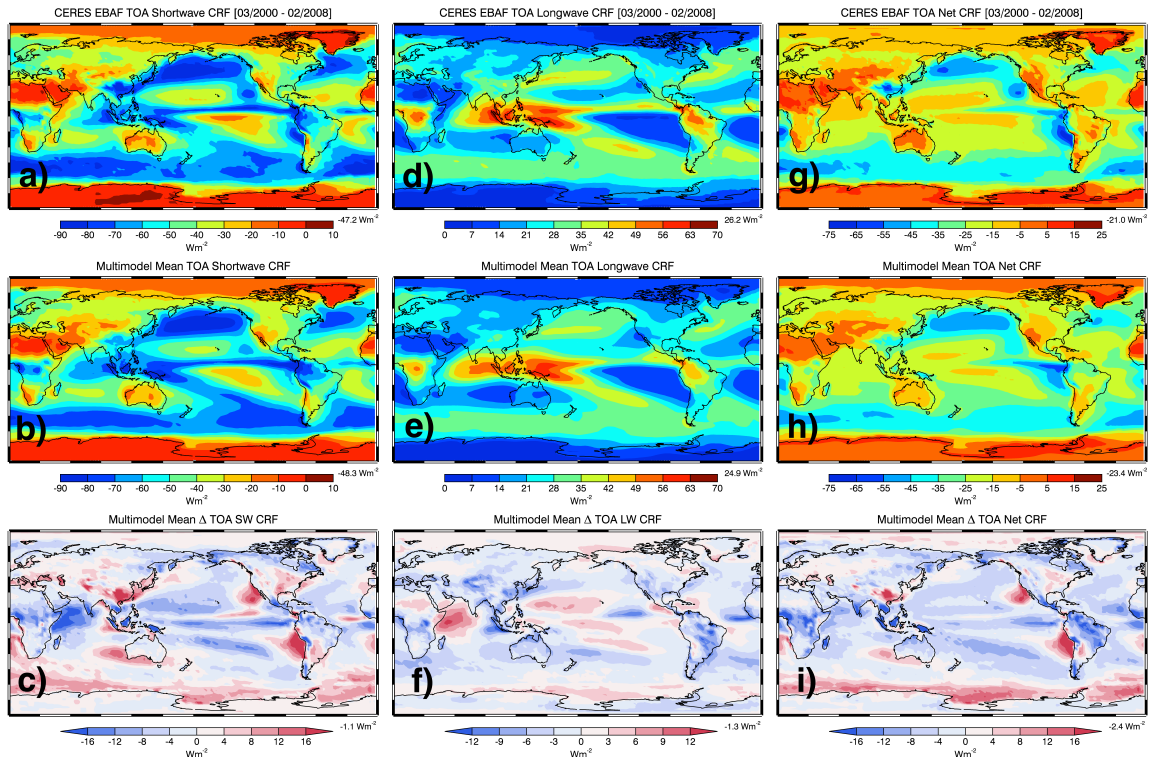 CERES EBAF TOA Shortwave CRF [03/2000 - 02/2008]
a)
-47.2 Wm-2
-90 -80 -70 -60 -50 -40 -30 -20 -10 0 10
Wm-2
CERES EBAF TOA Longwave CRF [03/2000 - 02/2008]
d)
26.2 Wm-2
0 7 14 21 28 35 42 49 56 63 70
Wm-2
CERES EBAF TOA Net CRF [03/2000 - 02/2008]
g)
-21.0 Wm-2
-75 -65 -55 -45 -35 -25 -15 -5 5 15 25
Wm-2
Multimodel Mean TOA Shortwave CRF
b)
-48.3 Wm-2
-90 -80 -70 -60 -50 -40 -30 -20 -10 0 10
Wm-2
Multimodel Mean TOA Longwave CRF
e)
24.9 Wm-2
0 7 14 21 28 35 42 49 56 63 70
Wm-2
Multimodel Mean TOA Net CRF
h)
-23.4 Wm-2
-75 -65 -55 -45 -35 -25 -15 -5 5 15 25
Wm-2
Multimodel Mean Δ TOA SW CRF
c)
-1.1 Wm-2
-16 -12 -8 -4 0 4 8 12 16
Wm-2
Multimodel Mean Δ TOA LW CRF
f)
-1.3 Wm-2
-12 -9 -6 -3 0 3 6 9 12
Wm-2
Multimodel Mean Δ TOA Net CRF
i)
-2.4 Wm-2
-16 -12 -8 -4 0 4 8 12 16
Wm-2